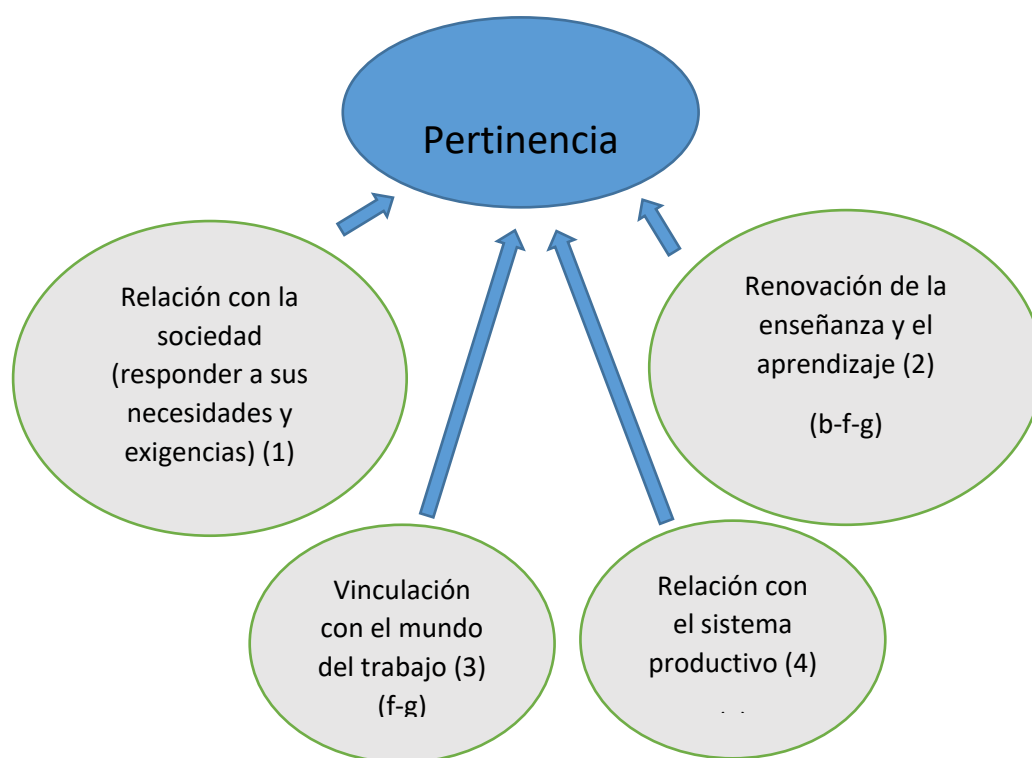 Pertinencia
Relación con la
sociedad
(responder a sus
necesidades y
exigencias) (1)
Renovación de la
enseñanza y el
aprendizaje (2)
(b-f-g)
Vinculación
con el mundo
del trabajo (3)
(f-g)
Relación con
el sistema
productivo (4)